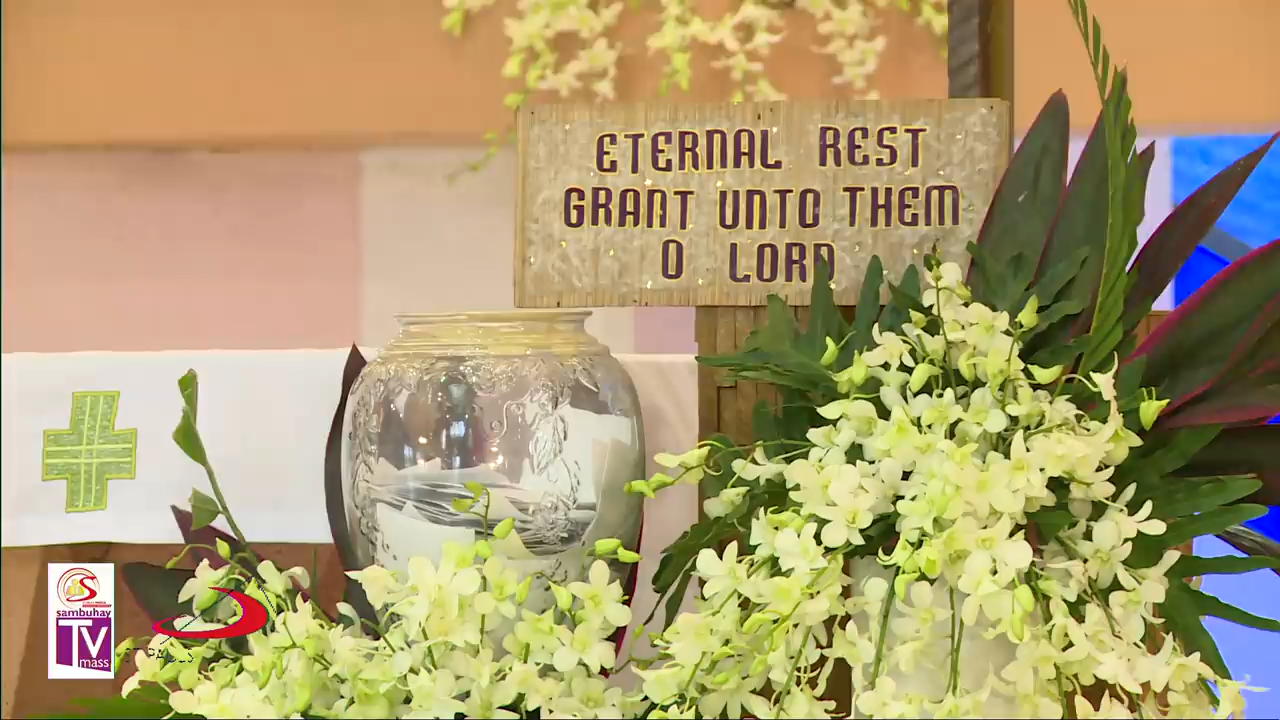 ETERNAL REST
GRANT UNTO THEM
O LORD
sambuhay
TV
mass